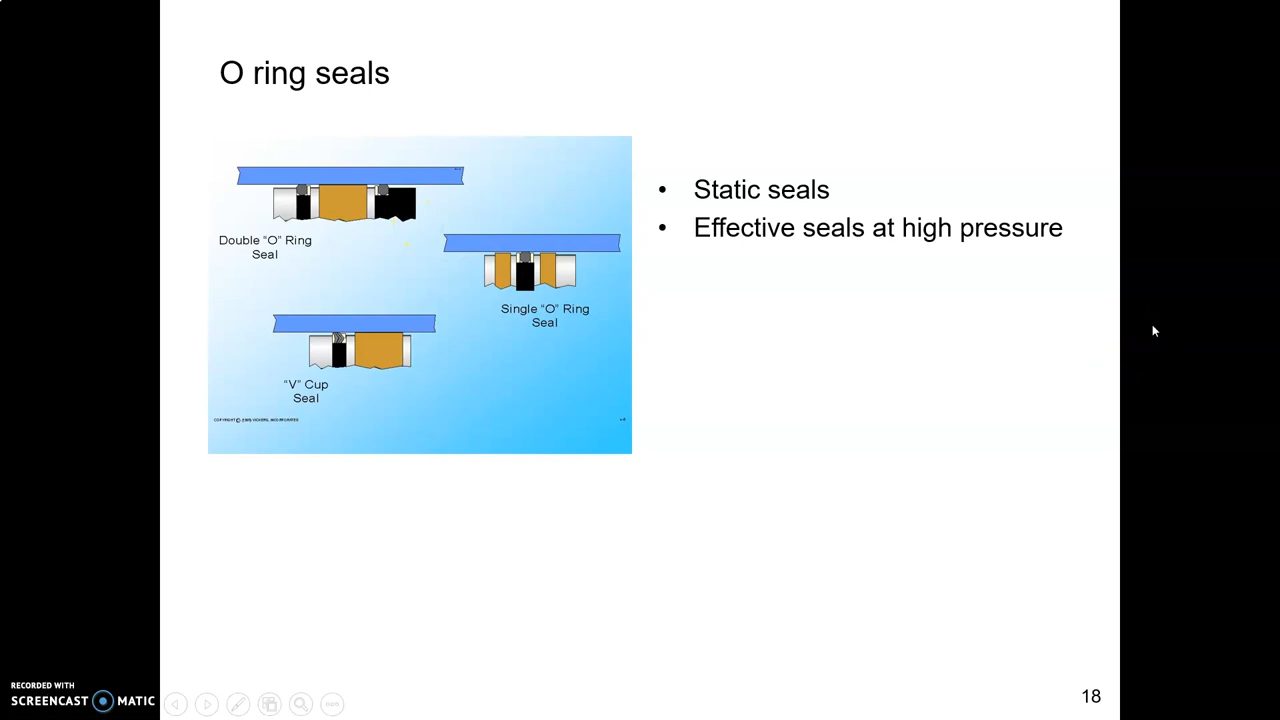 O ring seals
Double “O” Ring
Seal
Single “O” Ring
Seal
“V” Cup
Seal
• Static seals
• Effective seals at high pressure
18
RECORDED WITH
SCREENCAST MATIC